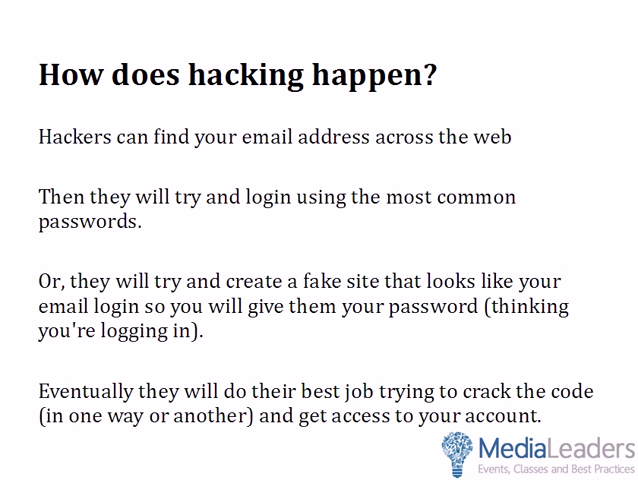 How does hacking happen?
Hackers can find your email address across the web
Then they will try and login using the most common
passwords.
Or, they will try and create a fake site that looks like your
email login so you will give them your password (thinking
you're logging in).
Eventually they will do their best job trying to crack the code
(in one way or another) and get access to your account.
MediaLeaders
Events, Classes and Best Practices